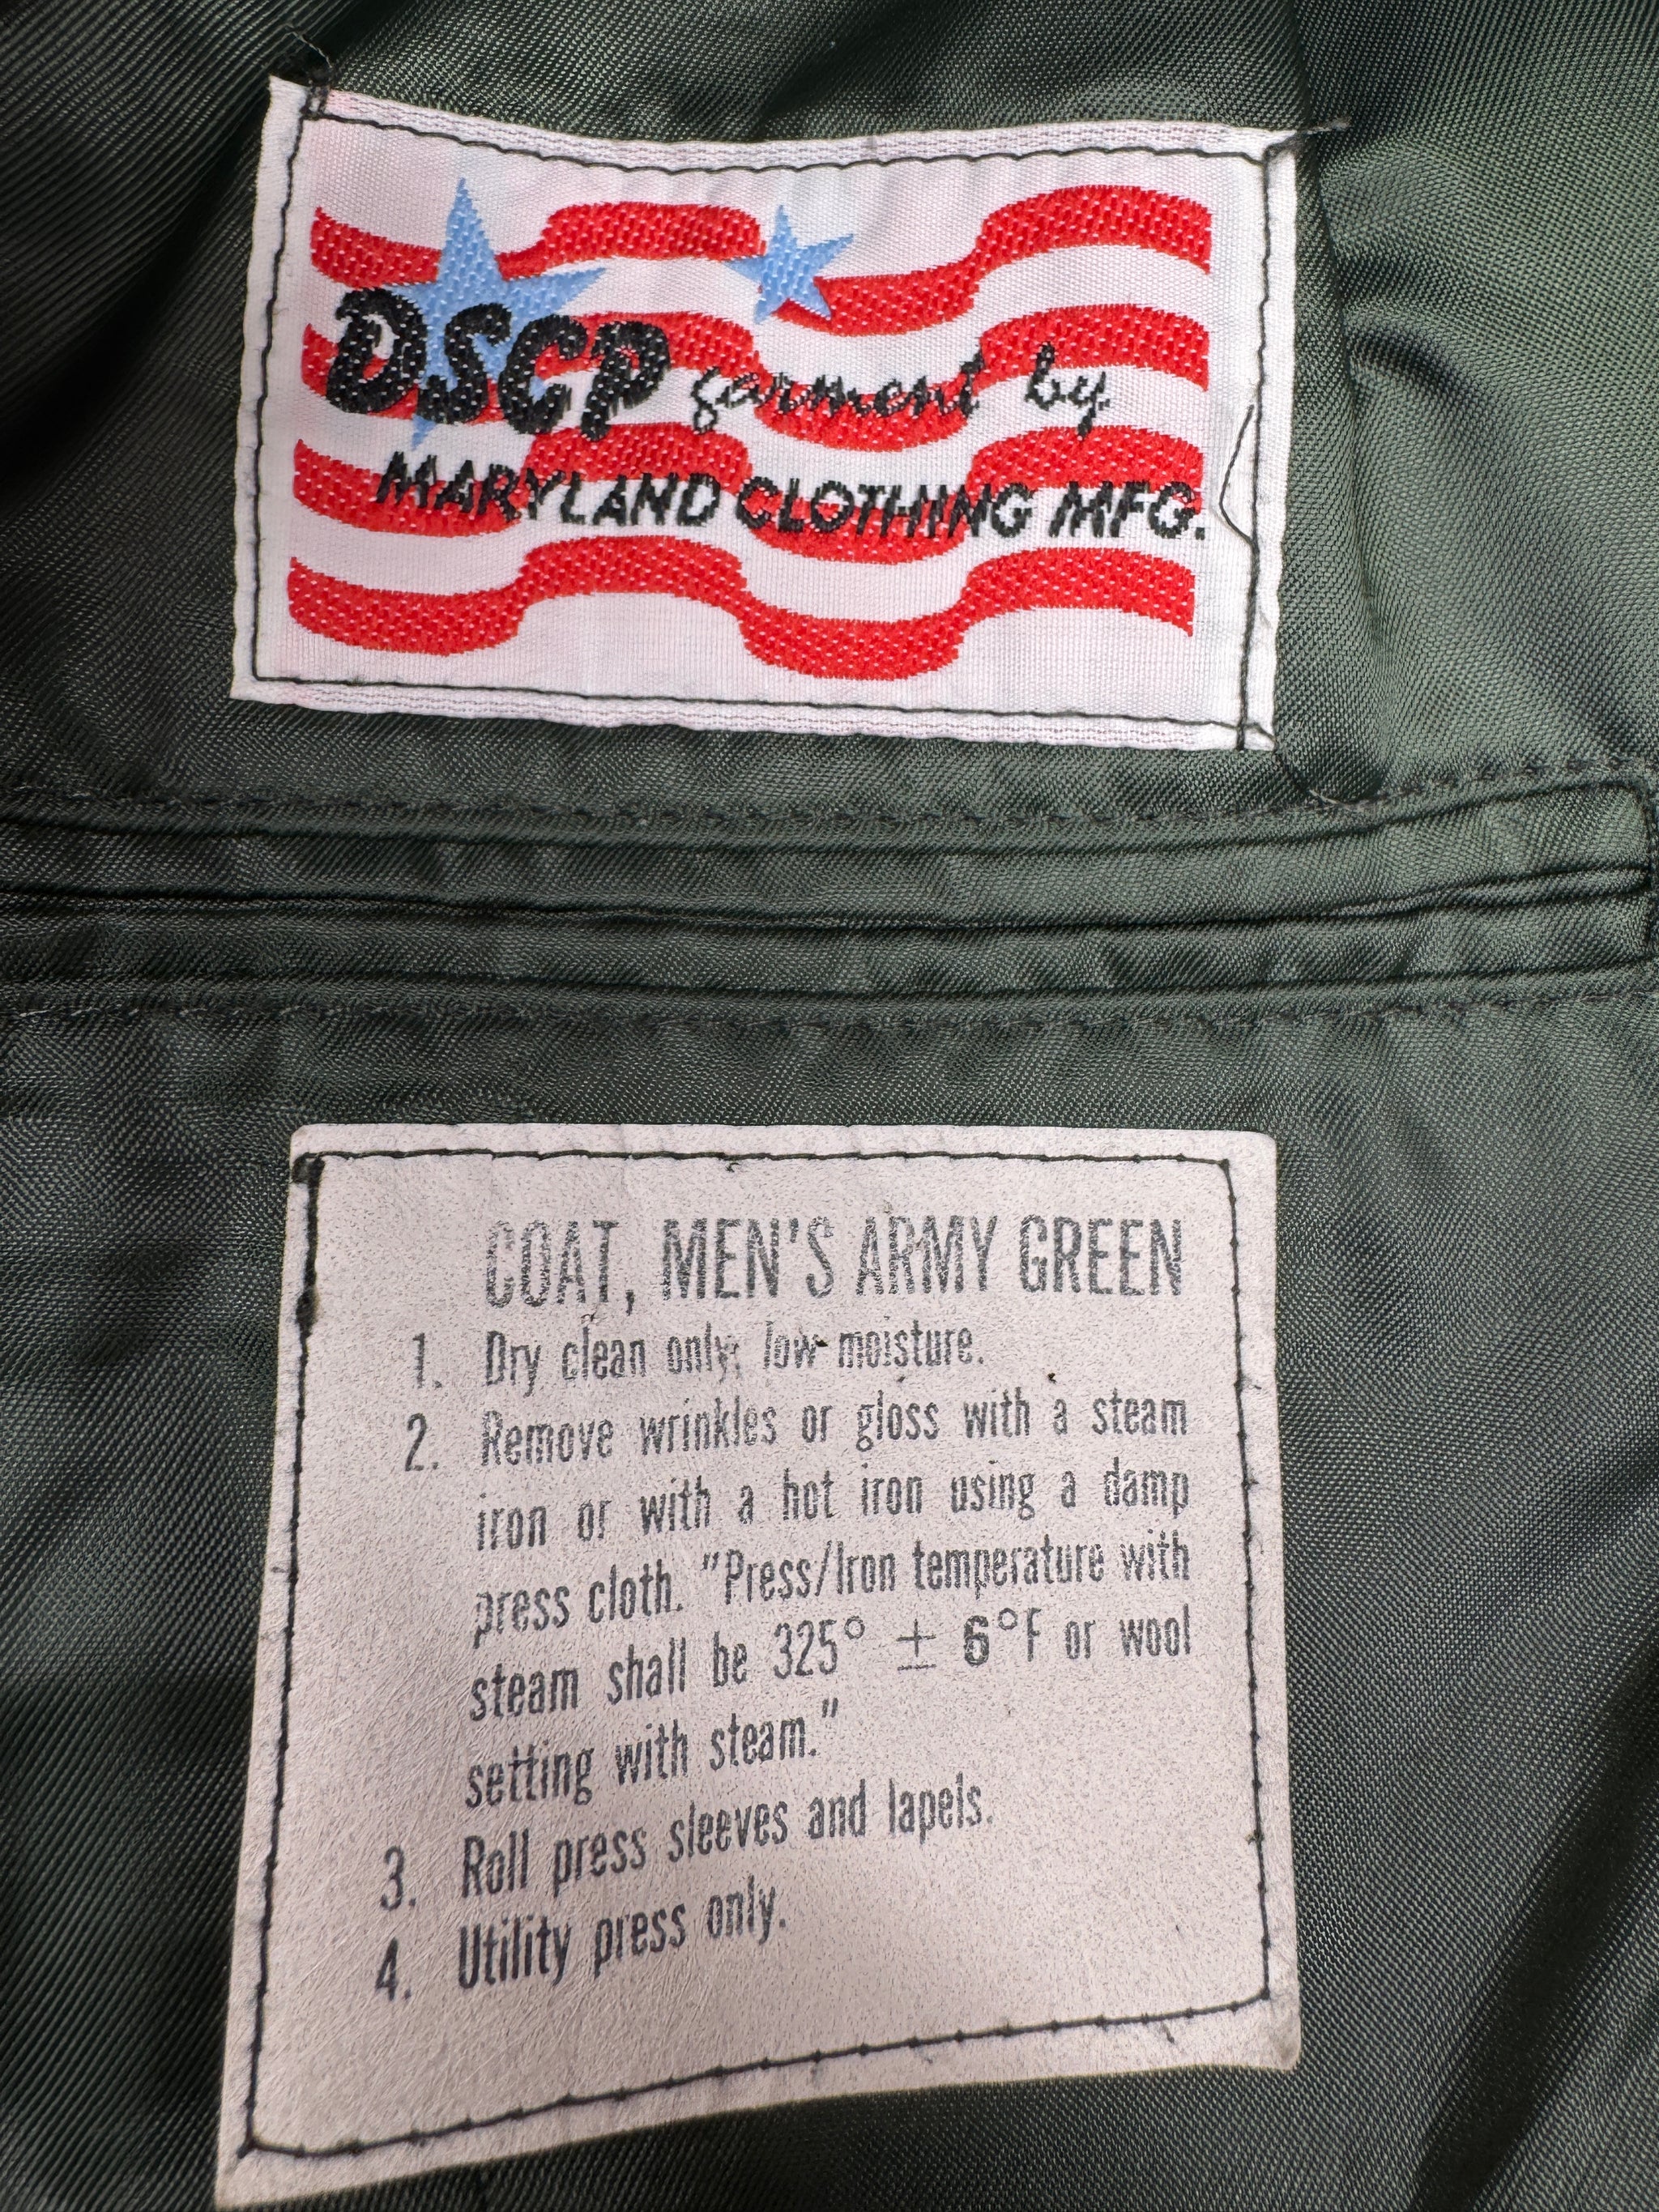 DSCP garment by
MARYLAND CLOTHING MFG.
COAT, MEN'S ARMY GREEN
1. Dry clean only; low moisture.
2. Remove wrinkles or gloss with a steam
iron or with a hot iron using a damp
press cloth. "Press/Iron temperature with
steam shall be 325° ± 6°F or wool
setting with steam."
3. Roll press sleeves and lapels.
4. Utility press only.